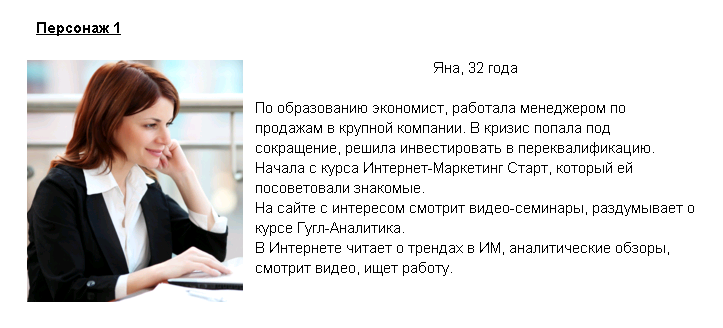 Персонаж 1
Яна, 32 года
По образованию экономист, работала менеджером по
продажам в крупной компании. В кризис попала под
сокращение, решила инвестировать в переквалификацию.
Начала с курса Интернет-Маркетинг Старт, который ей
посоветовали знакомые.
На сайте с интересом смотрит видео-семинары, раздумывает о
курсе Гугл-Аналитика.
В Интернете читает о трендах в ИМ, аналитические обзоры,
смотрит видео, ищет работу.